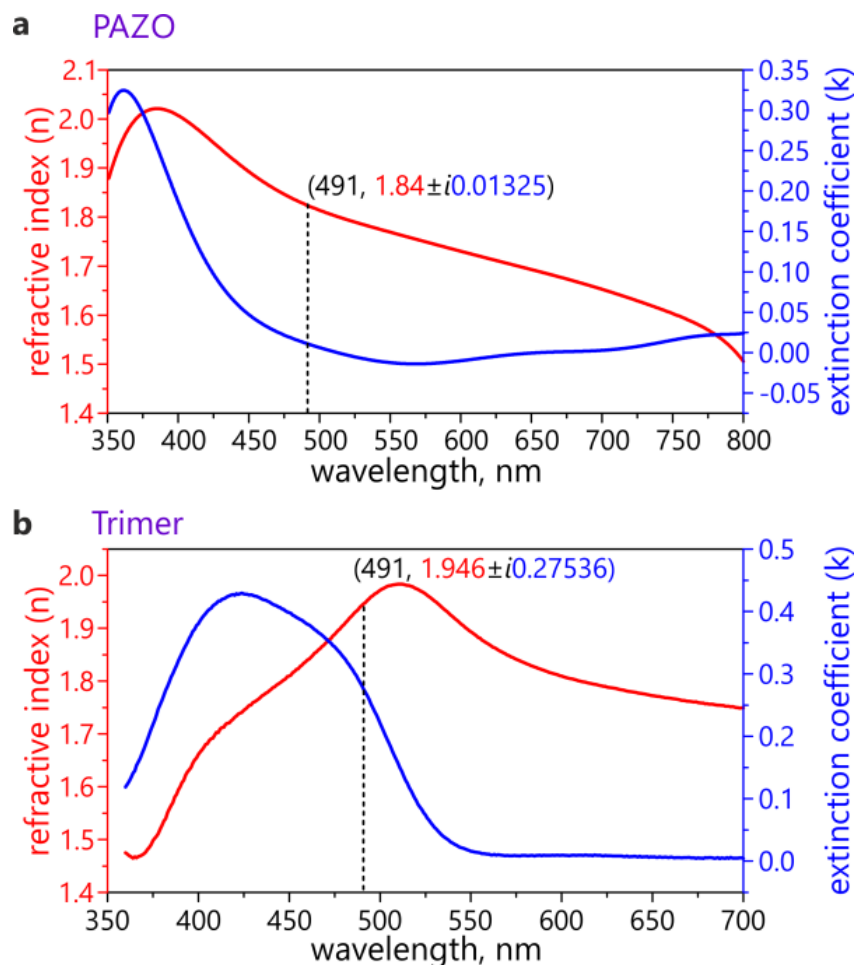 a PAZO
refractive index (n)
2.1
2.0
1.9
1.8
1.7
1.6
1.5
1.4
(491, 1.84±i0.01325)
0.35
0.30
0.25
0.20
0.15
0.10
0.05
0.00
-0.05
extinction coefficient (k)
350 400 450 500 550 600 650 700 750 800
wavelength, nm
b Trimer
refractive index (n)
2.0
1.9
1.8
1.7
1.6
1.5
1.4
(491, 1.946±i0.27536)
0.5
0.4
0.3
0.2
0.1
0.0
extinction coefficient (k)
350 400 450 500 550 600 650 700
wavelength, nm